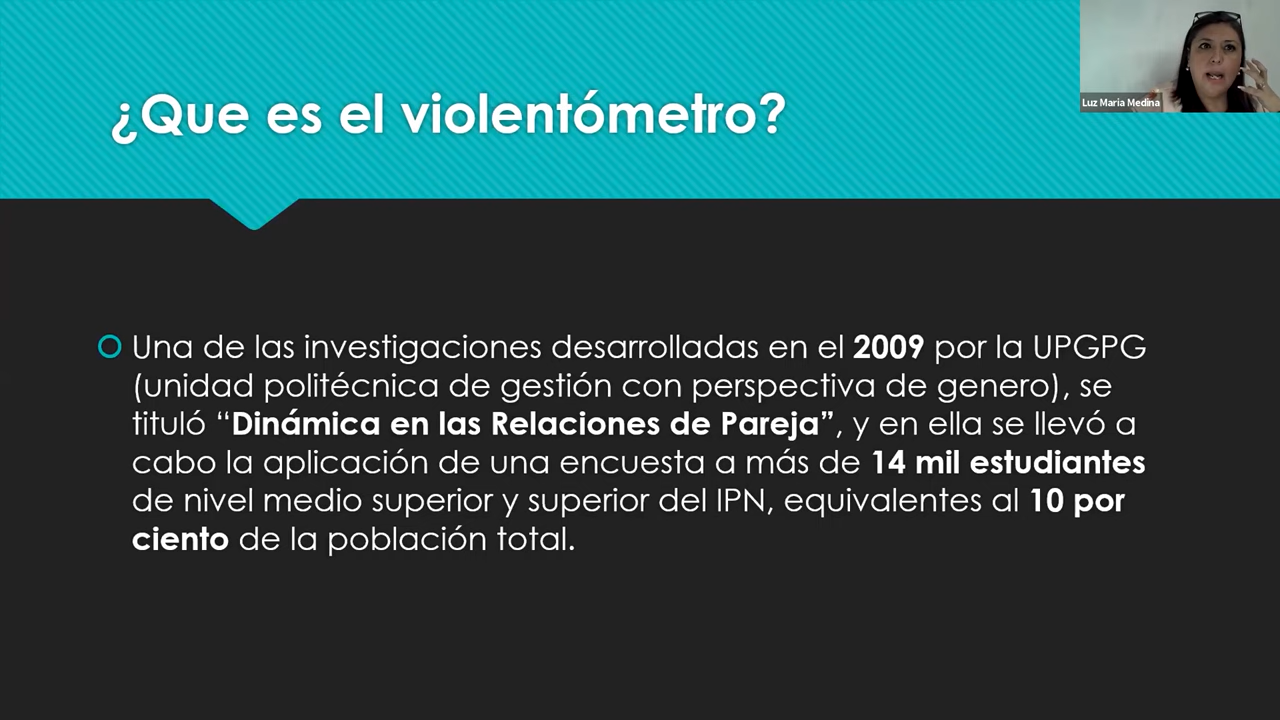 ¿Que es el violentómetro?
Luz Maria Medina
Una de las investigaciones desarrolladas en el 2009 por la UPGPG
(unidad politécnica de gestión con perspectiva de genero), se
tituló “Dinámica en las Relaciones de Pareja”, y en ella se llevó a
cabo la aplicación de una encuesta a más de 14 mil estudiantes
de nivel medio superior y superior del IPN, equivalentes al 10 por
ciento de la población total.